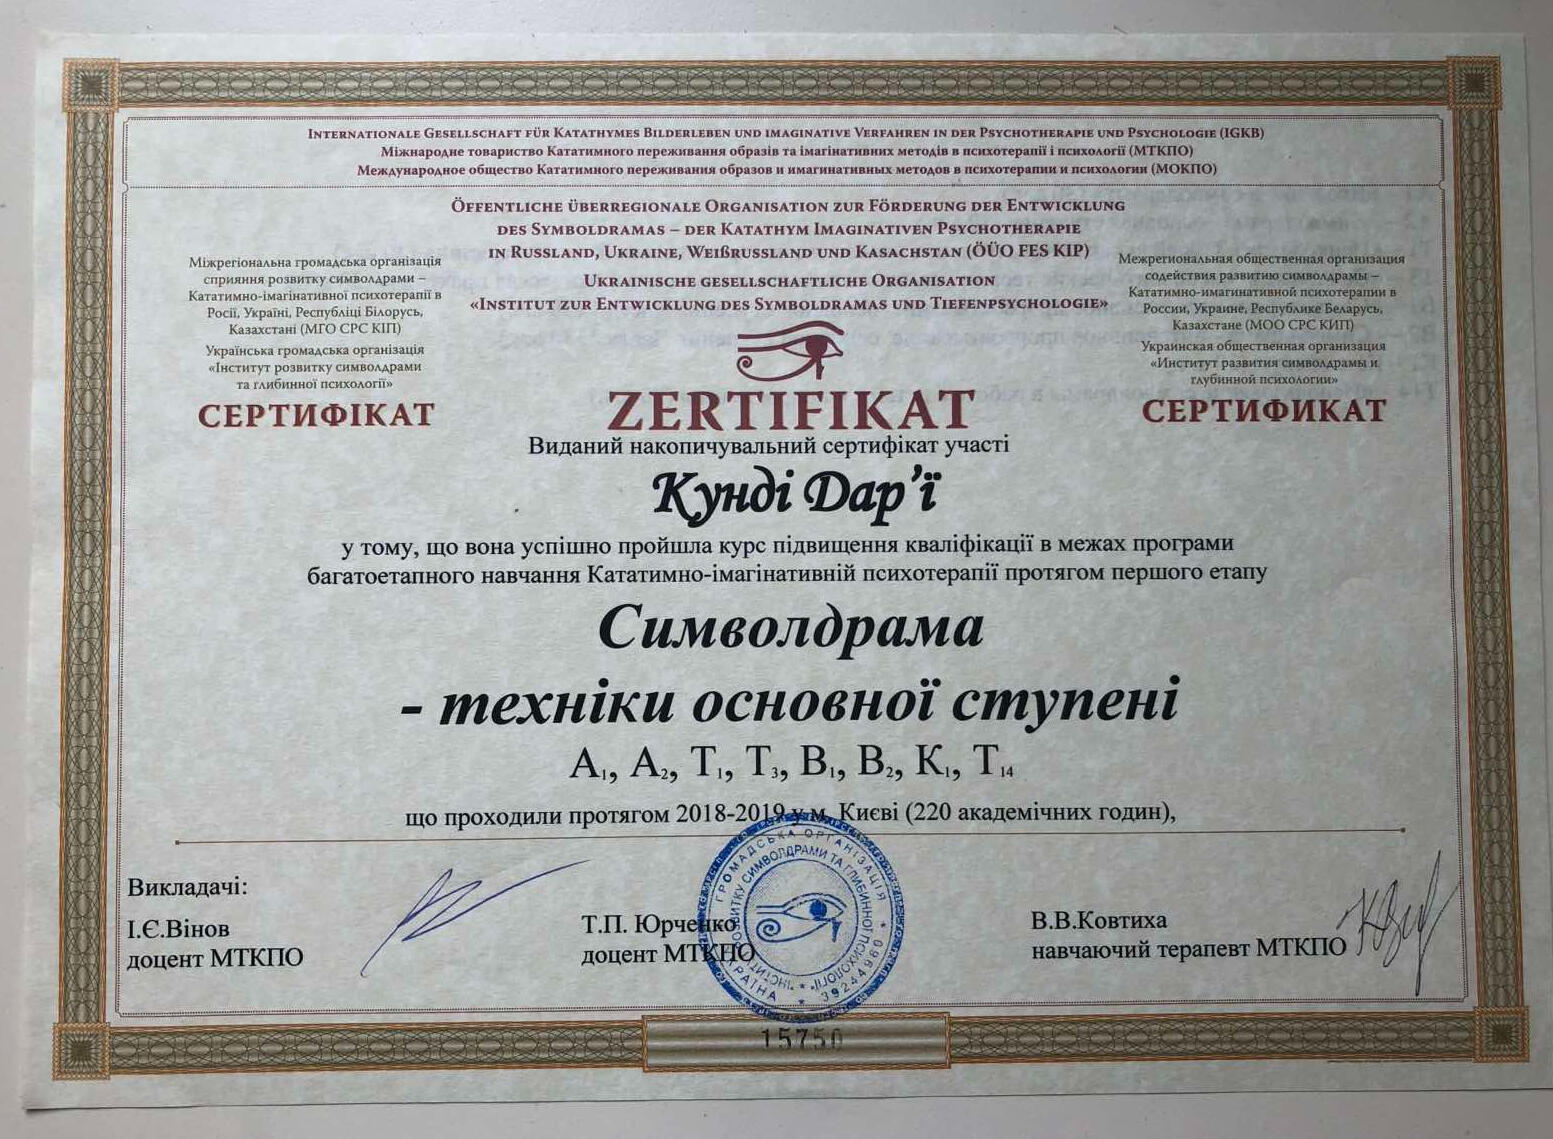 Internationale Gesellschaft für Katathymes Bilderleben und imaginative Verfahren in der Psychotherapie und Psychologie (IGKB)
Міжнародне товариство Кататимного переживання образів та імагінативних методів в психотерапії і психології (МТКПО)
Международное общество Кататимного переживания образов и имагинативных методов в психотерапии и психологии (МОКПО)
Öffentliche überregionale Organisation zur Förderung der Entwicklung
des Symboldramas – der Katathym Imaginativen Psychotherapie
in Russland, Ukraine, Weißrussland und Kasachstan (ÖÜO FES KIP)
Ukrainische gesellschaftliche Organisation
«Institut zur Entwicklung des Symboldramas und Tiefenpsychologie»
Міжрегіональна громадська організація
сприяння розвитку символдрами –
Кататимно-імагінативної психотерапії в
Росії, Україні, Республіці Білорусь,
Казахстані (МГО СРС КІП)
Українська громадська організація
«Інститут розвитку символдрами
та глибинної психології»
СЕРТИФІКАТ
Межрегиональная общественная организация
содействия развитию символдрамы –
Кататимно-имагинативной психотерапии в
России, Украине, Республике Беларусь,
Казахстане (МОО СРС КИП)
Украинская общественная организация
«Институт развития символдрамы и
глубинной психологии»
СЕРТИФИКАТ
ZERTIFIKAT
Виданий накопичувальний сертифікат участі
Кунді Дар’ї
у тому, що вона успішно пройшла курс підвищення кваліфікації в межах програми
багатоетапного навчання Кататимно-імагінативній психотерапії протягом першого етапу
Символдрама
- техніки основної ступені
А1, А2, Т1, Т3, В1, В2, К1, Т14
що проходили протягом 2018-2019 у м. Києві (220 академічних годин),
Викладачі:
І.Є.Вінов
доцент МТКПО
Т.П. Юрченко
доцент МТКПО
В.В.Ковтиха
навчаючий терапевт МТКПО
ГРОМАДСЬКА ОРГАНІЗАЦІЯ
РОЗВИТКУ СИМВОЛДРАМИ ТА ГЛИБИННОЇ ПСИХОЛОГІЇ
39244960
15750